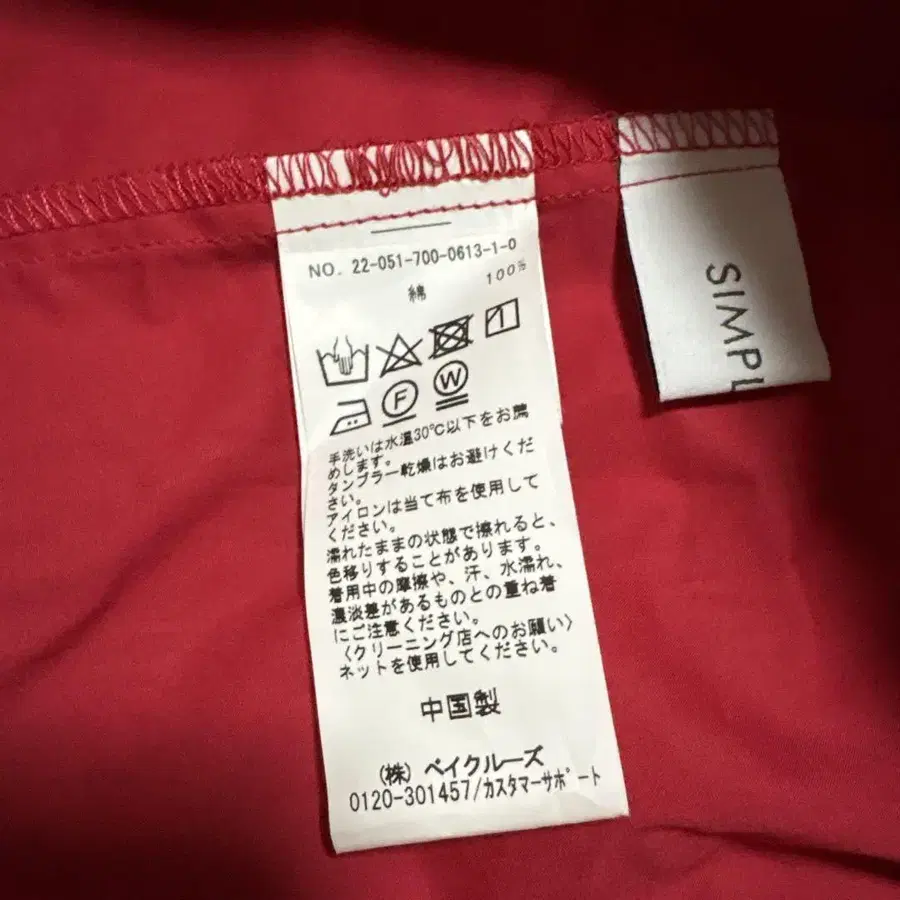 NO. 22-051-700-0613-1-0
綿 100%
F W
手洗いは水温30℃以下をお薦
めします。
タンブラー乾燥はお避けくだ
さい。
アイロンは当て布を使用して
ください。
濡れたままの状態で擦れると、
色移りすることがあります。
着用中の摩擦や、汗、水濡れ、
濃淡差があるものとの重ね着
にご注意ください。
〈クリーニング店へのお願い〉
ネットを使用してください。
中国製
(株) ベイクルーズ
0120-301457/カスタマーサポート
SIMPL